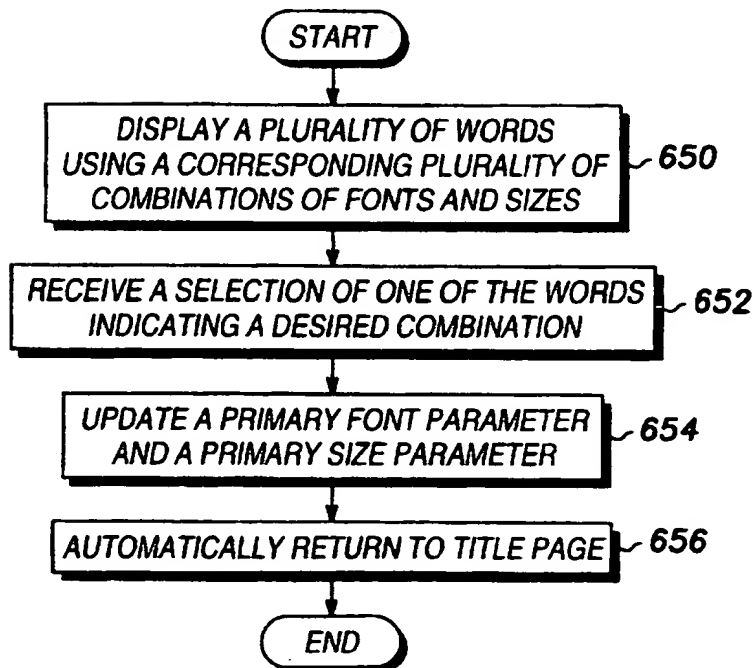 START
DISPLAY A PLURALITY OF WORDS
USING A CORRESPONDING PLURALITY OF
COMBINATIONS OF FONTS AND SIZES
650
RECEIVE A SELECTION OF ONE OF THE WORDS
INDICATING A DESIRED COMBINATION
652
UPDATE A PRIMARY FONT PARAMETER
AND A PRIMARY SIZE PARAMETER
654
AUTOMATICALLY RETURN TO TITLE PAGE
656
END